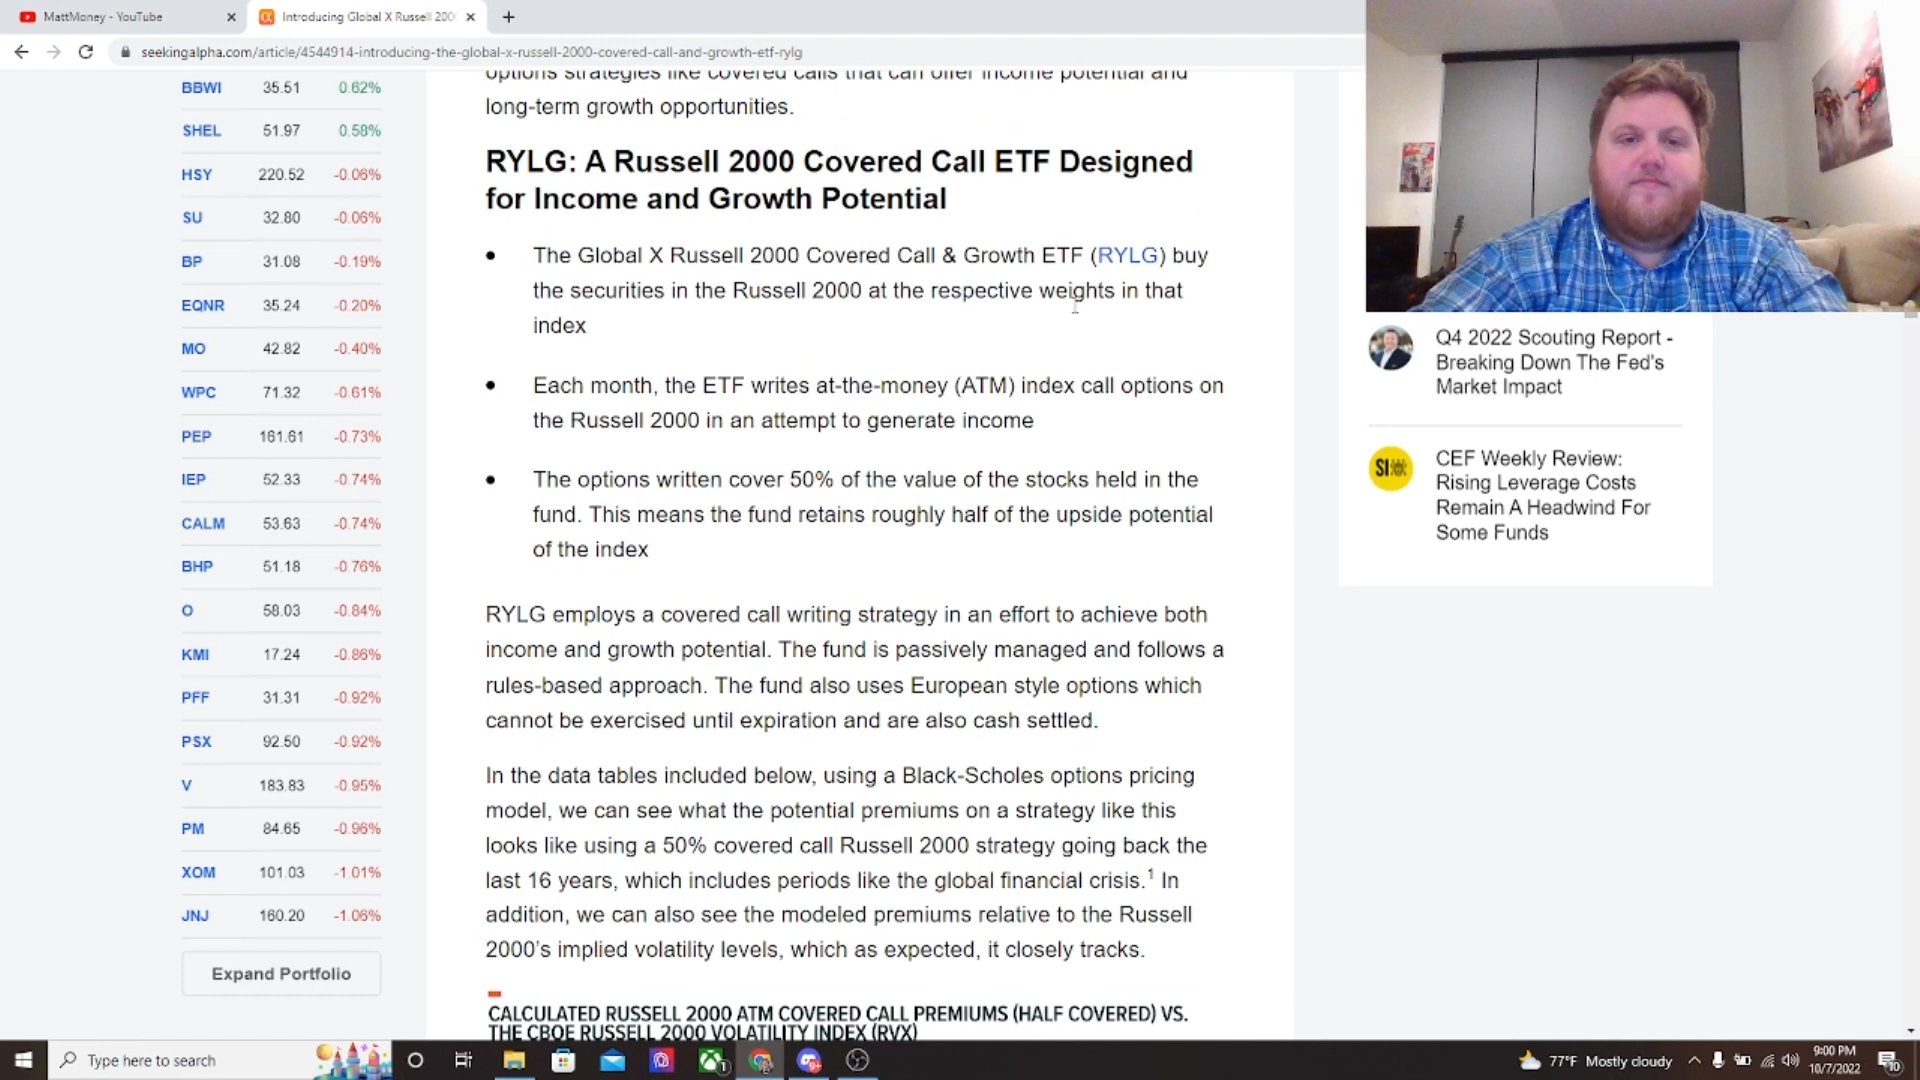 MattMoney - YouTube
Introducing Global X Russell 200
seekingalpha.com/article/4544914-introducing-the-global-x-russell-2000-covered-call-and-growth-etf-rylg
BBWI 35.51 0.62%
SHEL 51.97 0.58%
HSY 220.52 -0.06%
SU 32.80 -0.06%
BP 31.08 -0.19%
EQNR 35.24 -0.20%
MO 42.82 -0.40%
WPC 71.32 -0.61%
PEP 161.61 -0.73%
IEP 52.33 -0.74%
CALM 53.63 -0.74%
BHP 51.18 -0.76%
O 58.03 -0.84%
KMI 17.24 -0.86%
PFF 31.31 -0.92%
PSX 92.50 -0.92%
V 183.83 -0.95%
PM 84.65 -0.96%
XOM 101.03 -1.01%
JNJ 160.20 -1.06%
Expand Portfolio
options strategies like covered calls that can offer income potential and
long-term growth opportunities.
RYLG: A Russell 2000 Covered Call ETF Designed
for Income and Growth Potential
• The Global X Russell 2000 Covered Call & Growth ETF (RYLG) buy
the securities in the Russell 2000 at the respective weights in that
index
• Each month, the ETF writes at-the-money (ATM) index call options on
the Russell 2000 in an attempt to generate income
• The options written cover 50% of the value of the stocks held in the
fund. This means the fund retains roughly half of the upside potential
of the index
RYLG employs a covered call writing strategy in an effort to achieve both
income and growth potential. The fund is passively managed and follows a
rules-based approach. The fund also uses European style options which
cannot be exercised until expiration and are also cash settled.
In the data tables included below, using a Black-Scholes options pricing
model, we can see what the potential premiums on a strategy like this
looks like using a 50% covered call Russell 2000 strategy going back the
last 16 years, which includes periods like the global financial crisis.1 In
addition, we can also see the modeled premiums relative to the Russell
2000's implied volatility levels, which as expected, it closely tracks.
CALCULATED RUSSELL 2000 ATM COVERED CALL PREMIUMS (HALF COVERED) VS.
THE CBOE RUSSELL 2000 VOLATILITY INDEX (RVX)
Q4 2022 Scouting Report -
Breaking Down The Fed's
Market Impact
SI
CEF Weekly Review:
Rising Leverage Costs
Remain A Headwind For
Some Funds
Type here to search
77°F Mostly cloudy
9:00 PM
10/7/2022